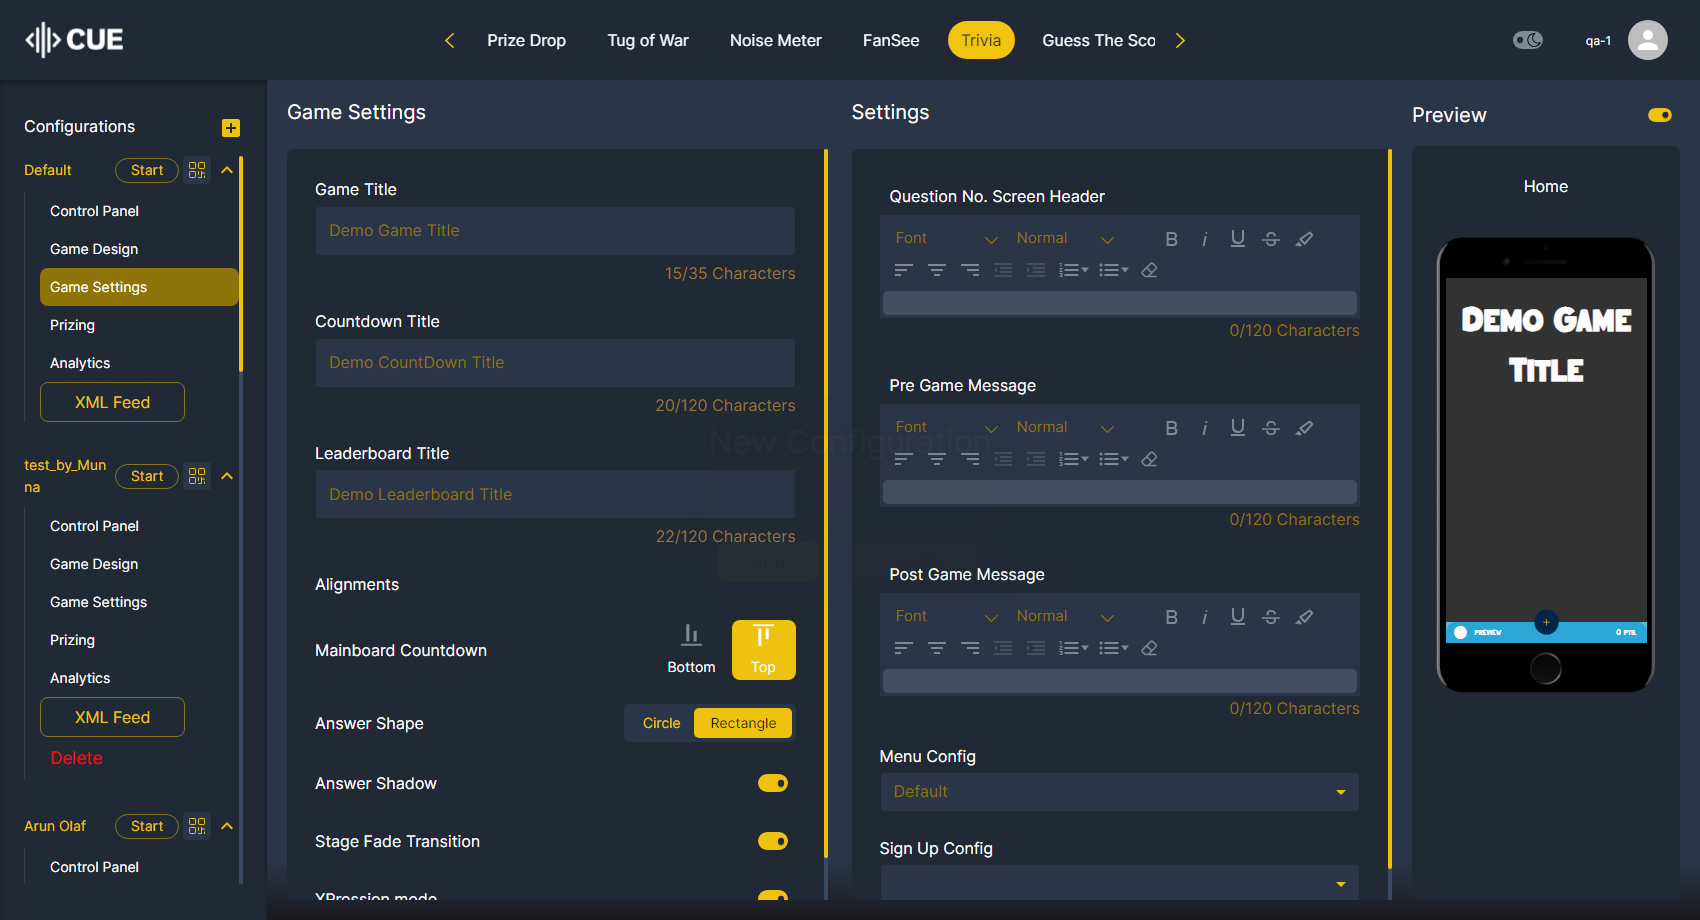 CUE
Prize Drop
Tug of War
Noise Meter
FanSee
Trivia
Guess The Sco
qa-1
Configurations
Default
Start
Control Panel
Game Design
Game Settings
Prizing
Analytics
XML Feed
test_by_Mun
na
Start
Control Panel
Game Design
Game Settings
Prizing
Analytics
XML Feed
Delete
Arun Olaf
Start
Control Panel
Game Settings
Game Title
Demo Game Title
15/35 Characters
Countdown Title
Demo CountDown Title
20/120 Characters
Leaderboard Title
Demo Leaderboard Title
22/120 Characters
Alignments
Mainboard Countdown
Bottom
Top
Answer Shape
Circle
Rectangle
Answer Shadow
Stage Fade Transition
XPression mode
New Configuration
Settings
Question No. Screen Header
Font
Normal
B i U S
0/120 Characters
Pre Game Message
Font
Normal
B i U S
0/120 Characters
Post Game Message
Font
Normal
B i U S
0/120 Characters
Menu Config
Default
Sign Up Config
Preview
Home
Demo Game
Title
PREVIEW
0 PTS.